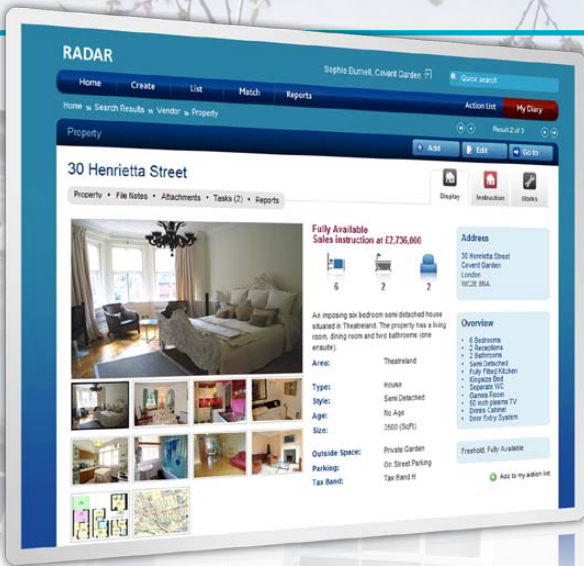 RADAR
Sophie Burnell, Covent Garden
Quick search
Home Create List Match Reports
Action List My Diary
Home » Search Results » Vendor » Property
Result 2 of 3
Property
Add Edit Go to
30 Henrietta Street
Property • File Notes • Attachments • Tasks (2) • Reports
Display Instruction Works
Fully Available
Sales instruction at £2,736,000
6 2 2
An imposing six bedroom semi detached house
situated in Theatreland. The property has a living
room, dining room and two bathrooms (one
ensuite).
Area: Theatreland
Type: House
Style: Semi Detached
Age: No Age
Size: 3500 (SqFt)
Outside Space: Private Garden
Parking: On Street Parking
Tax Band: Tax Band H
Address
30 Henrietta Street
Covent Garden
London
WC2E 8NA
Overview
• 6 Bedrooms
• 2 Receptions
• 2 Bathrooms
• Semi Detached
• Fully Fitted Kitchen
• Kingsize Bed
• Separate WC
• Games Room
• 50 inch plasma TV
• Drinks Cabinet
• Door Entry System
Freehold, Fully Available
Add to my action list